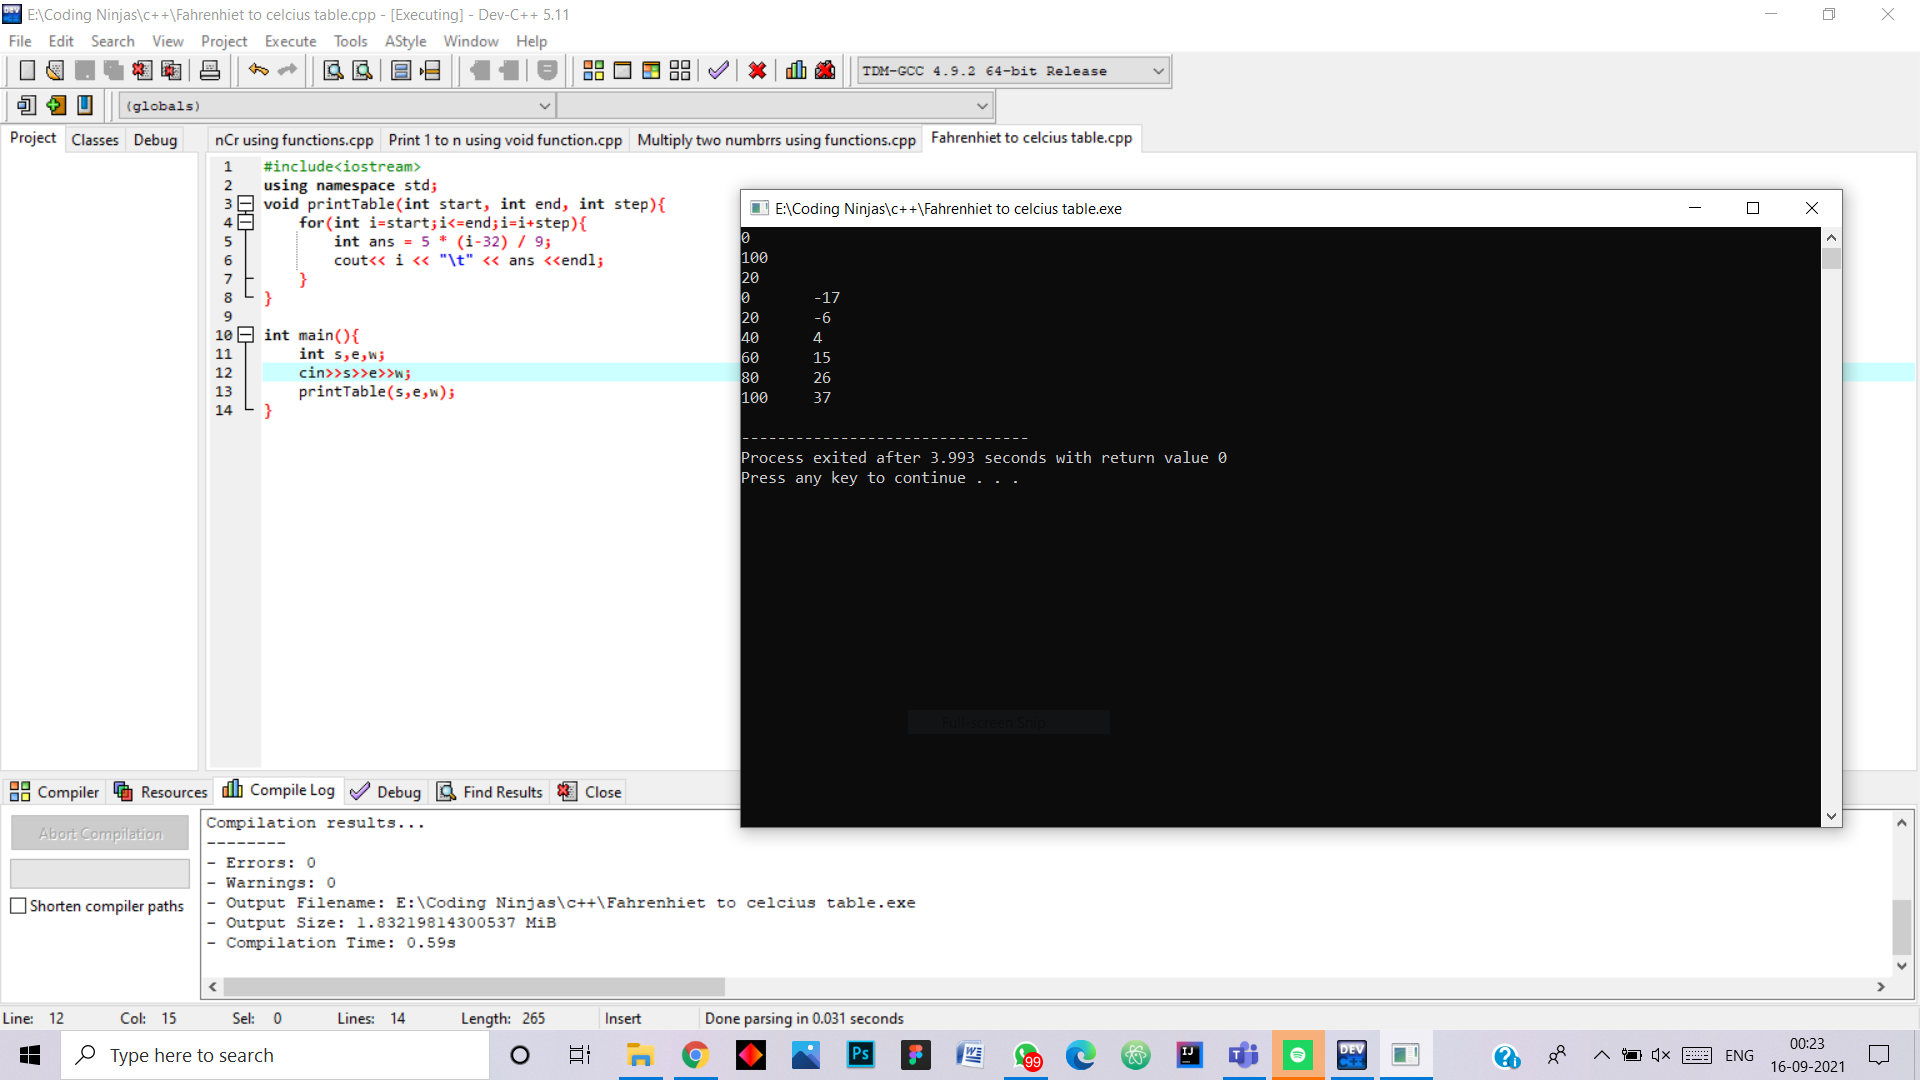 E:\Coding Ninjas\c++\Fahrenhiet to celcius table.cpp - [Executing] - Dev-C++ 5.11
File Edit Search View Project Execute Tools AStyle Window Help
TDM-GCC 4.9.2 64-bit Release
(globals)
Project Classes Debug
nCr using functions.cpp Print 1 to n using void function.cpp Multiply two numbrrs using functions.cpp Fahrenhiet to celcius table.cpp
1 #include<iostream>
2 using namespace std;
3 void printTable(int start, int end, int step){
4 for(int i=start;i<=end;i=i+step){
5 int ans = 5 * (i-32) / 9;
6 cout<< i << "\t" << ans <<endl;
7 }
8 }
9
10 int main(){
11 int s,e,w;
12 cin>>s>>e>>w;
13 printTable(s,e,w);
14 }
E:\Coding Ninjas\c++\Fahrenhiet to celcius table.exe
0
100
20
0 -17
20 -6
40 4
60 15
80 26
100 37
--------------------------------
Process exited after 3.993 seconds with return value 0
Press any key to continue . . .
Full-screen Snip
Compiler Resources Compile Log Debug Find Results Close
Abort Compilation
Shorten compiler paths
Compilation results...
--------
- Errors: 0
- Warnings: 0
- Output Filename: E:\Coding Ninjas\c++\Fahrenhiet to celcius table.exe
- Output Size: 1.83219814300537 MiB
- Compilation Time: 0.59s
Line: 12 Col: 15 Sel: 0 Lines: 14 Length: 265 Insert Done parsing in 0.031 seconds
Type here to search
Ps
W
99
IJ
T
DEV
C++
ENG
00:23
16-09-2021